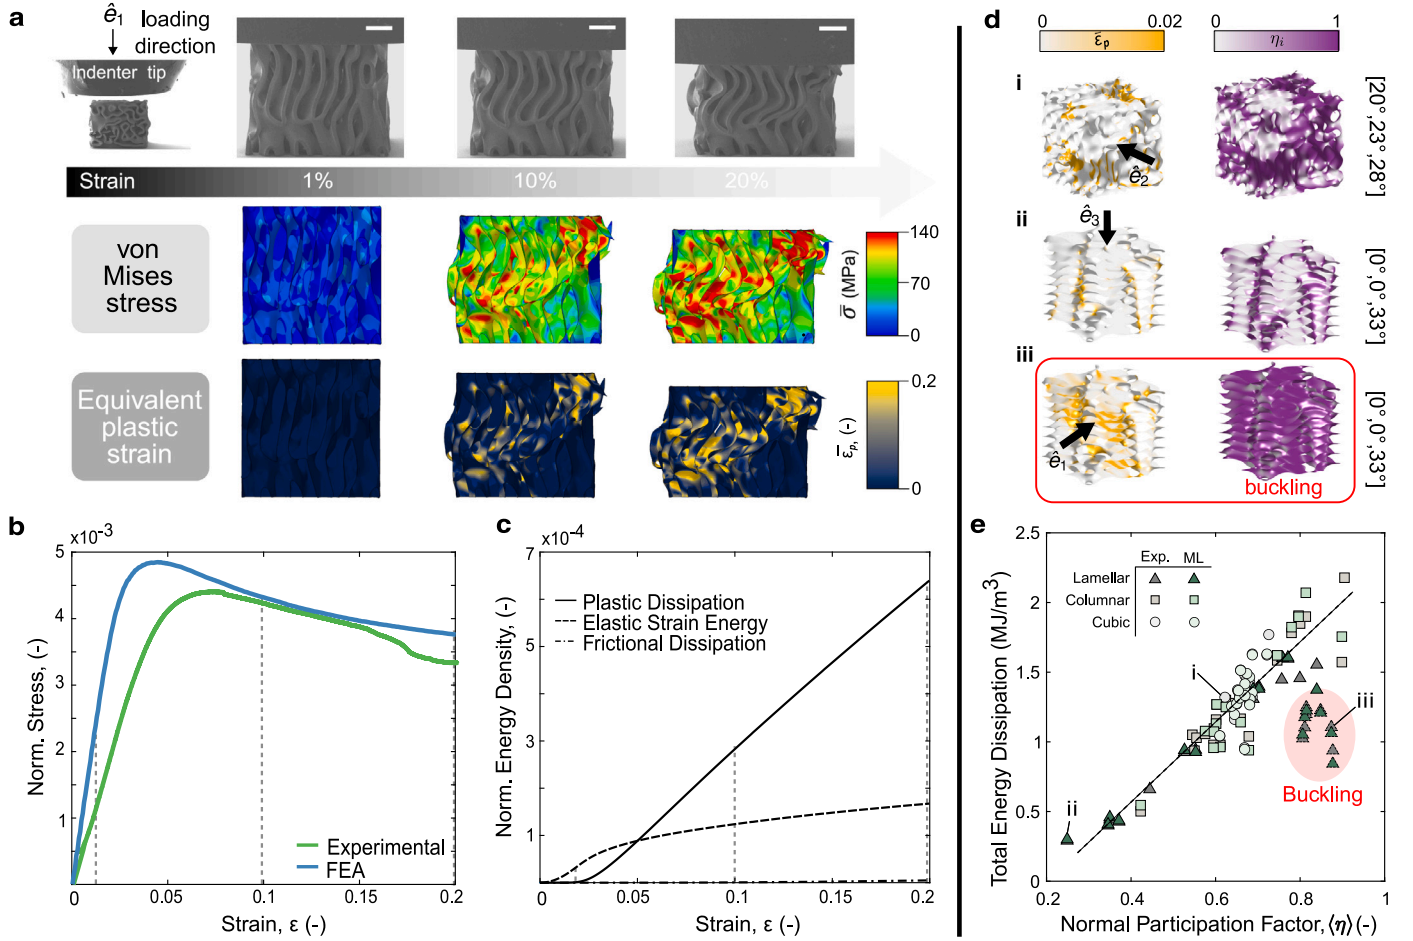 a
ê₁ loading
direction
Indenter tip
Strain
1%
10%
20%
von
Mises
stress
140
70
0
σ̿ (MPa)
Equivalent
plastic
strain
0,2
0
ε̅ₚ, (-)
b
×10⁻³
5
4
3
2
1
0
0.05
0.1
0.15
0.2
Norm. Stress, (-)
Strain, ε (-)
Experimental
FEA
c
×10⁻⁴
7
5
3
1
0
0.05
0.1
0.15
0.2
Norm. Energy Density, (-)
Strain, ε (-)
Plastic Dissipation
Elastic Strain Energy
Frictional Dissipation
d
0
0.02
ε̅ₚ
0
1
ηᵢ
i
ê₂
[20°,23°,28°]
ii
ê₃
[0°,0°,33°]
iii
ê₁
buckling
[0°,0°,33°]
e
2.5
2
1.5
1
0.5
0
0.2
0.4
0.6
0.8
1
Total Energy Dissipation (MJ/m³)
Normal Participation Factor, ⟨η⟩ (-)
Exp. ML
Lamellar
Columnar
Cubic
i
ii
iii
Buckling